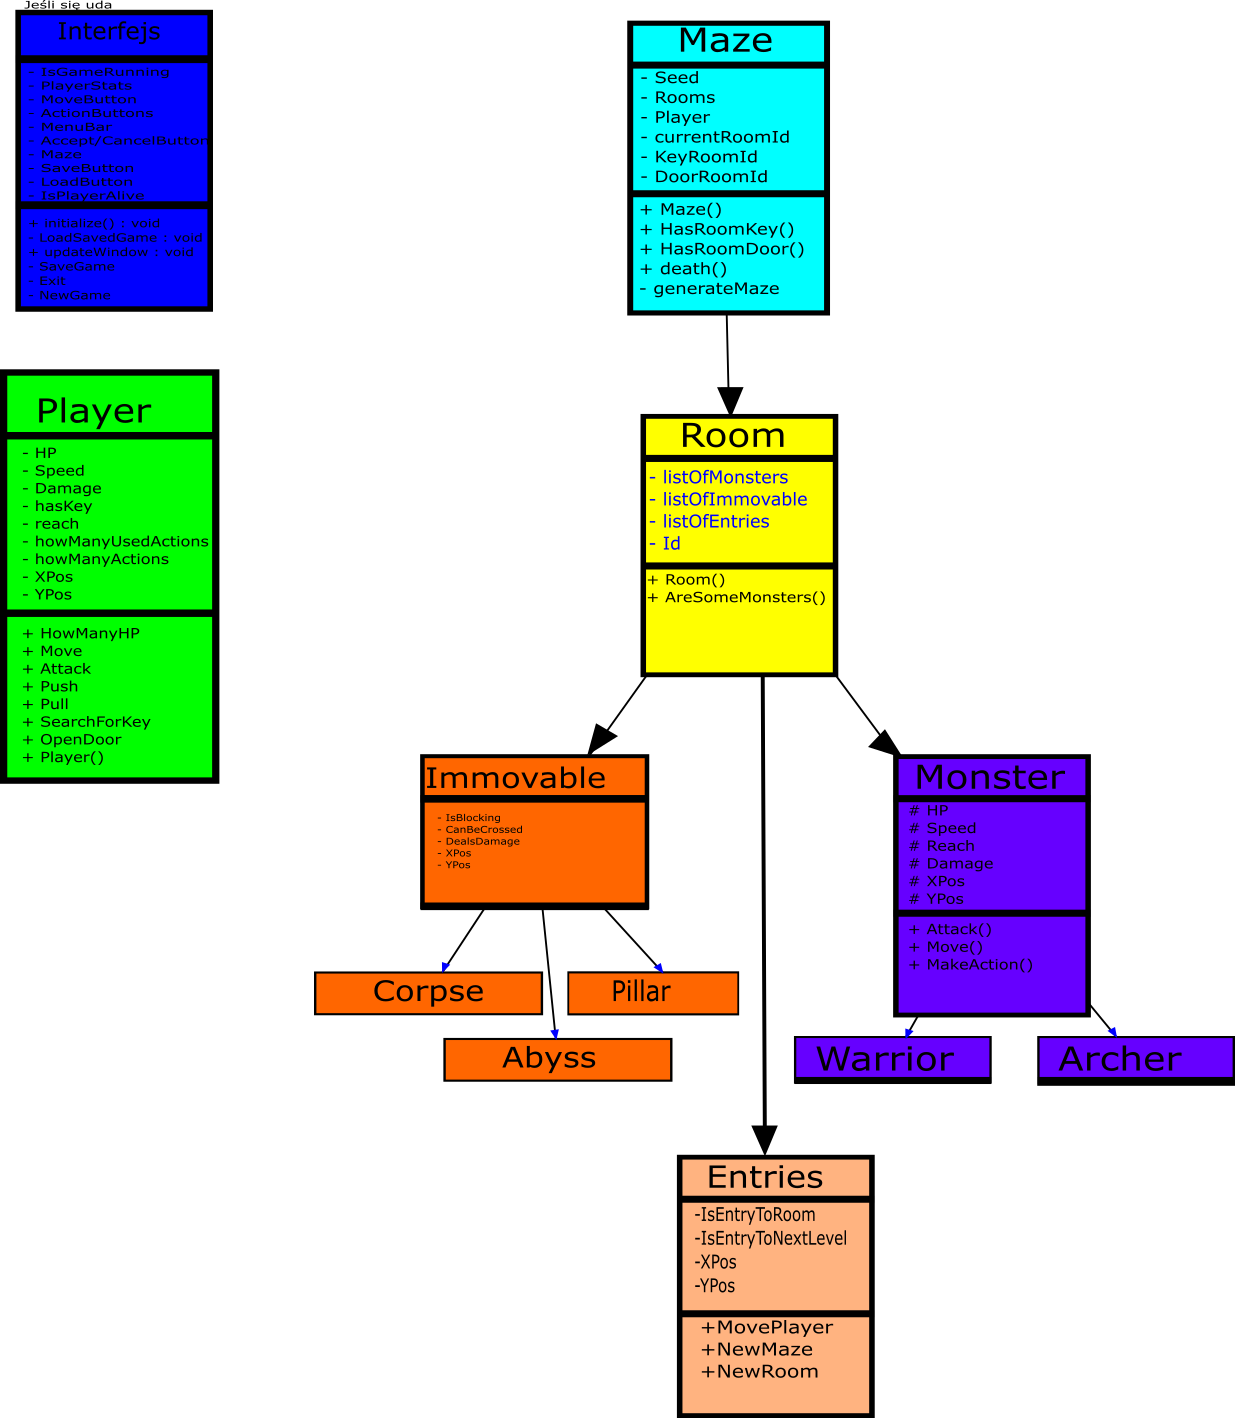 Jeśli się uda
Interfejs
- IsGameRunning
- PlayerStats
- MoveButton
- ActionButtons
- MenuBar
- Accept/CancelButton
- Maze
- SaveButton
- LoadButton
- IsPlayerAlive
+ initialize() : void
- LoadSavedGame : void
+ updateWindow : void
- SaveGame
- Exit
- NewGame
Maze
- Seed
- Rooms
- Player
- currentRoomId
- KeyRoomId
- DoorRoomId
+ Maze()
+ HasRoomKey()
+ HasRoomDoor()
+ death()
- generateMaze
Player
- HP
- Speed
- Damage
- hasKey
- reach
- howManyUsedActions
- howManyActions
- XPos
- YPos
+ HowManyHP
+ Move
+ Attack
+ Push
+ Pull
+ SearchForKey
+ OpenDoor
+ Player()
Room
- listOfMonsters
- listOfImmovable
- listOfEntries
- Id
+ Room()
+ AreSomeMonsters()
Immovable
- IsBlocking
- CanBeCrossed
- DealsDamage
- XPos
- YPos
Monster
# HP
# Speed
# Reach
# Damage
# XPos
# YPos
+ Attack()
+ Move()
+ MakeAction()
Corpse
Pillar
Abyss
Warrior
Archer
Entries
-IsEntryToRoom
-IsEntryToNextLevel
-XPos
-YPos
+MovePlayer
+NewMaze
+NewRoom